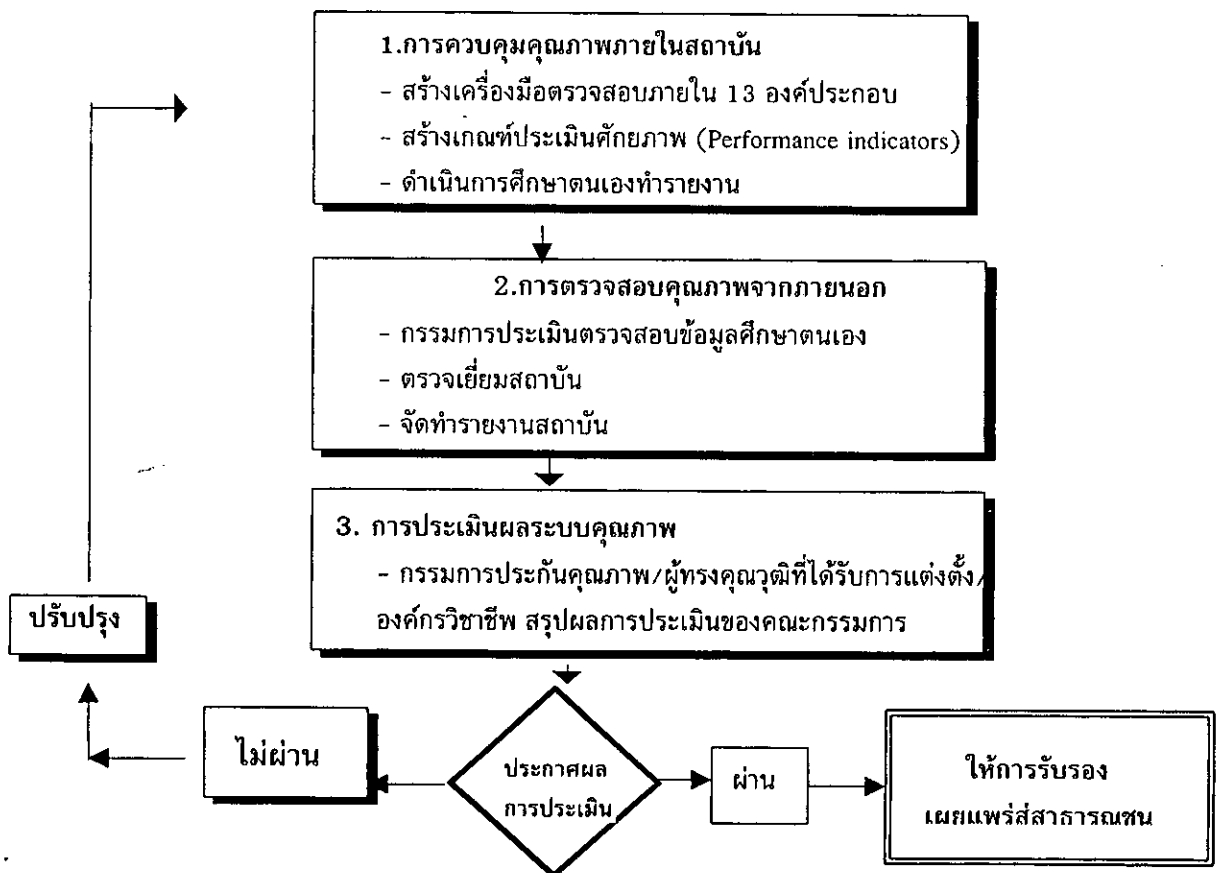 1.การควบคุมคุณภาพภายในสถาบัน
- สร้างเครื่องมือตรวจสอบภายใน 13 องค์ประกอบ
- สร้างเกณฑ์ประเมินศักยภาพ (Performance indicators)
- ดำเนินการศึกษาตนเองทำรายงาน
2.การตรวจสอบคุณภาพจากภายนอก
- กรรมการประเมินตรวจสอบข้อมูลศึกษาตนเอง
- ตรวจเยี่ยมสถาบัน
- จัดทำรายงานสถาบัน
3. การประเมินผลระบบคุณภาพ
- กรรมการประกันคุณภาพ/ผู้ทรงคุณวุฒิที่ได้รับการแต่งตั้ง/
องค์กรวิชาชีพ สรุปผลการประเมินของคณะกรรมการ
ปรับปรุง
ไม่ผ่าน
ประกาศผล
การประเมิน
ผ่าน
ให้การรับรอง
เผยแพร่สู่สาธารณชน